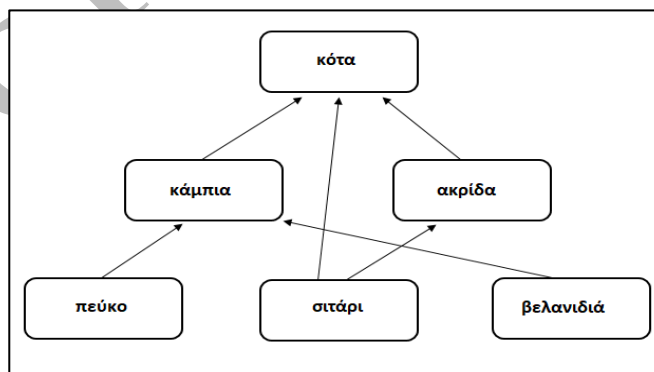 κότα
κάμπια ακρίδα
πεύκο σιτάρι βελανιδιά